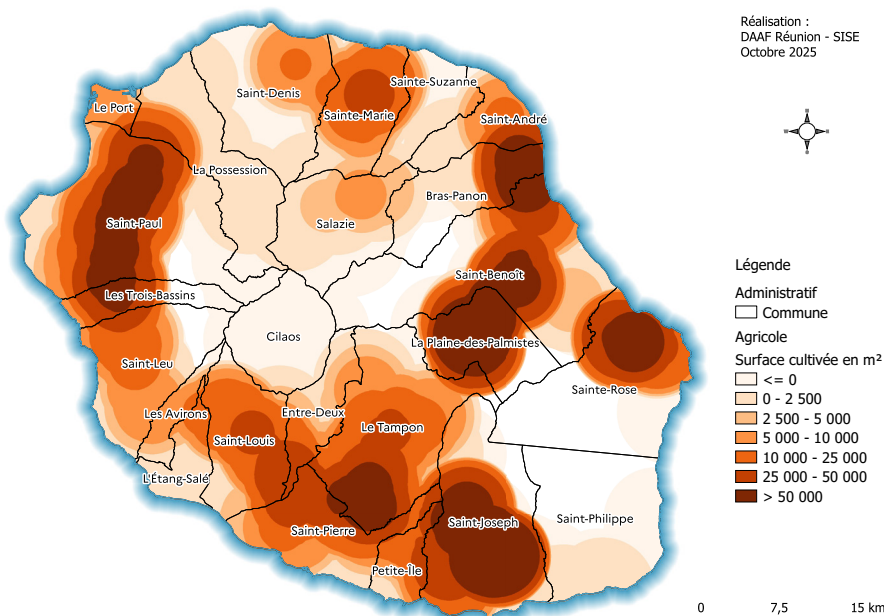 Réalisation :
DAAF Réunion - SISE
Octobre 2025
Sainte-Suzanne
Saint-Denis
Le Port
Sainte-Marie
Saint-André
La Possession
Bras-Panon
Saint-Paul
Salazie
Saint-Benoît
Les Trois-Bassins
Cilaos
La Plaine-des-Palmistes
Saint-Leu
Sainte-Rose
Les Avirons
Entre-Deux
Le Tampon
Saint-Louis
L'Étang-Salé
Saint-Joseph
Saint-Philippe
Saint-Pierre
Petite-Île
Légende
Administratif
Commune
Agricole
Surface cultivée en m²
<= 0
0 - 2 500
2 500 - 5 000
5 000 - 10 000
10 000 - 25 000
25 000 - 50 000
> 50 000
0 7,5 15 km